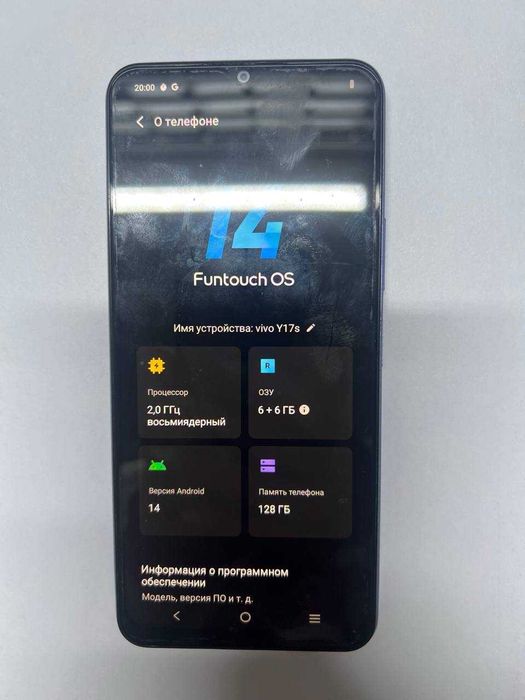 20:00 G
О телефоне
14
Funtouch OS
Имя устройства: vivo Y17s
R
Процессор
2,0 ГГц
восьмиядерный
ОЗУ
6 + 6 ГБ
Версия Android
14
Память телефона
128 ГБ
Информация о программном
обеспечении
Модель, версия ПО и т. д.